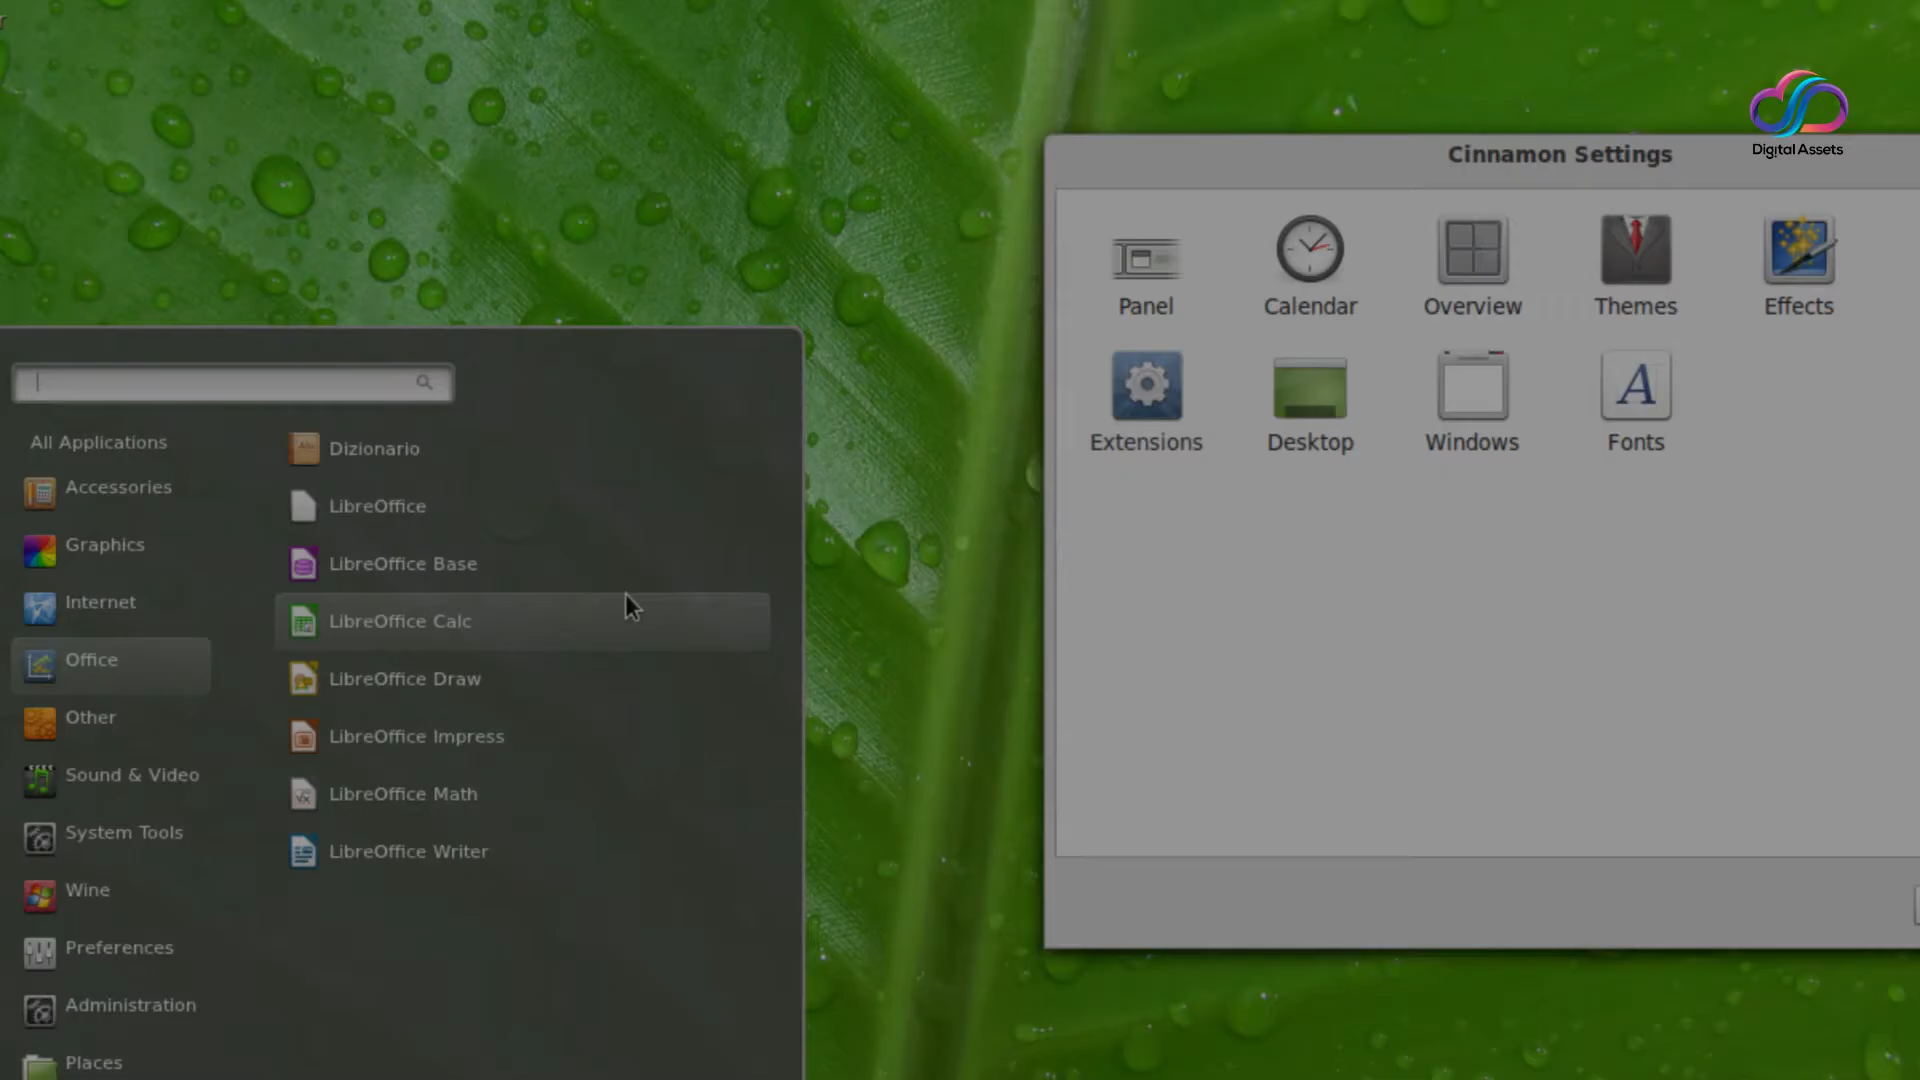 Digital Assets
Cinnamon Settings
Panel
Calendar
Overview
Themes
Effects
Extensions
Desktop
Windows
Fonts
All Applications
Accessories
Graphics
Internet
Office
Other
Sound & Video
System Tools
Wine
Preferences
Administration
Places
Dizionario
LibreOffice
LibreOffice Base
LibreOffice Calc
LibreOffice Draw
LibreOffice Impress
LibreOffice Math
LibreOffice Writer